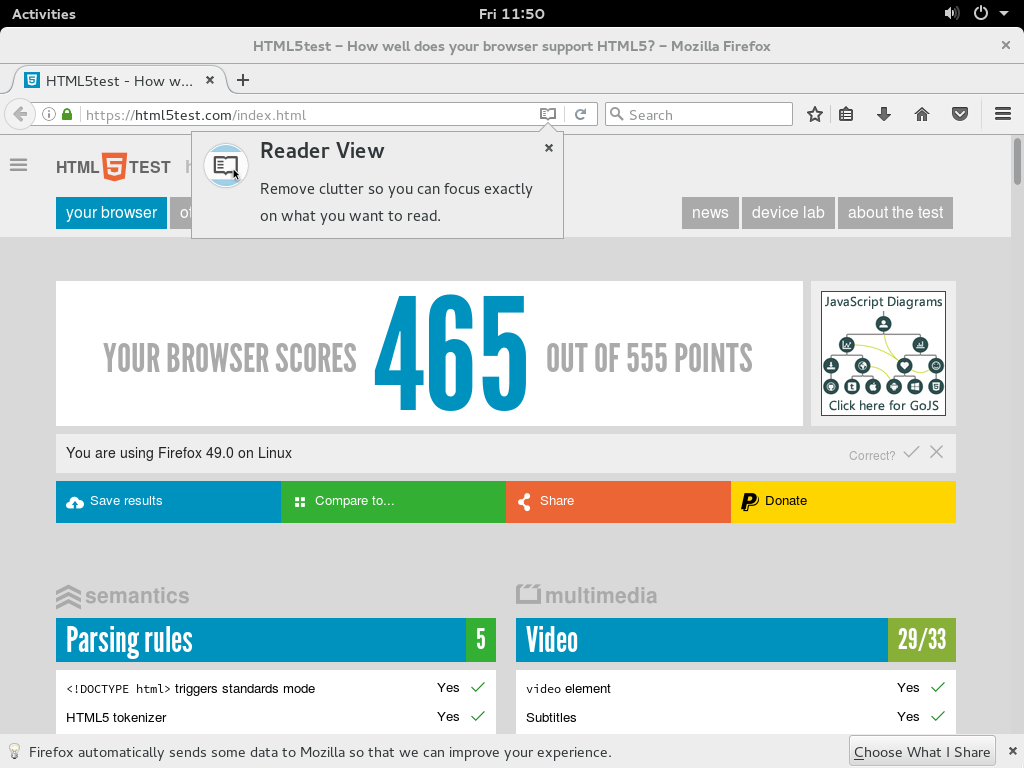 Activities
Fri 11:50
HTML5test – How well does your browser support HTML5? – Mozilla Firefox
HTML5test - How w...
https://html5test.com/index.html
Search
Reader View
Remove clutter so you can focus exactly
on what you want to read.
HTML 5 TEST
your browser
news
device lab
about the test
YOUR BROWSER SCORES 465 OUT OF 555 POINTS
JavaScript Diagrams
Click here for GoJS
You are using Firefox 49.0 on Linux
Correct?
Save results
Compare to...
Share
Donate
semantics
Parsing rules 5
<!DOCTYPE html> triggers standards mode Yes
HTML5 tokenizer Yes
multimedia
Video 29/33
video element Yes
Subtitles Yes
Firefox automatically sends some data to Mozilla so that we can improve your experience.
Choose What I Share